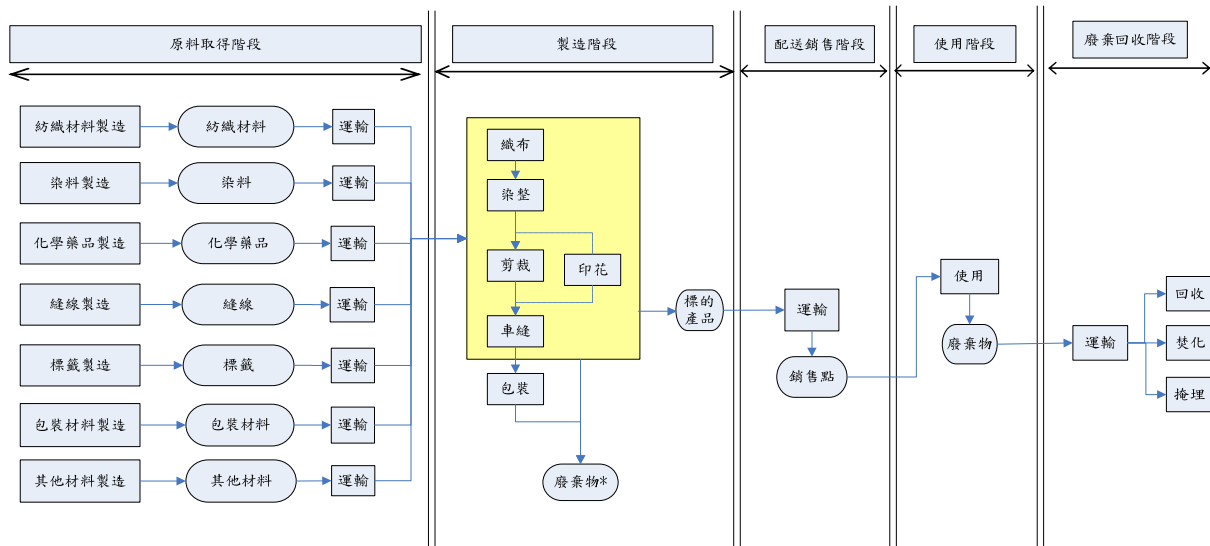 原料取得階段
製造階段
配送銷售階段
使用階段
廢棄回收階段
紡織材料製造
紡織材料
運輸
染料製造
染料
運輸
化學藥品製造
化學藥品
運輸
縫線製造
縫線
運輸
標籤製造
標籤
運輸
包裝材料製造
包裝材料
運輸
其他材料製造
其他材料
運輸
織布
染整
剪裁
印花
車縫
包裝
廢棄物*
標的
產品
運輸
銷售點
使用
廢棄物
運輸
回收
焚化
掩埋